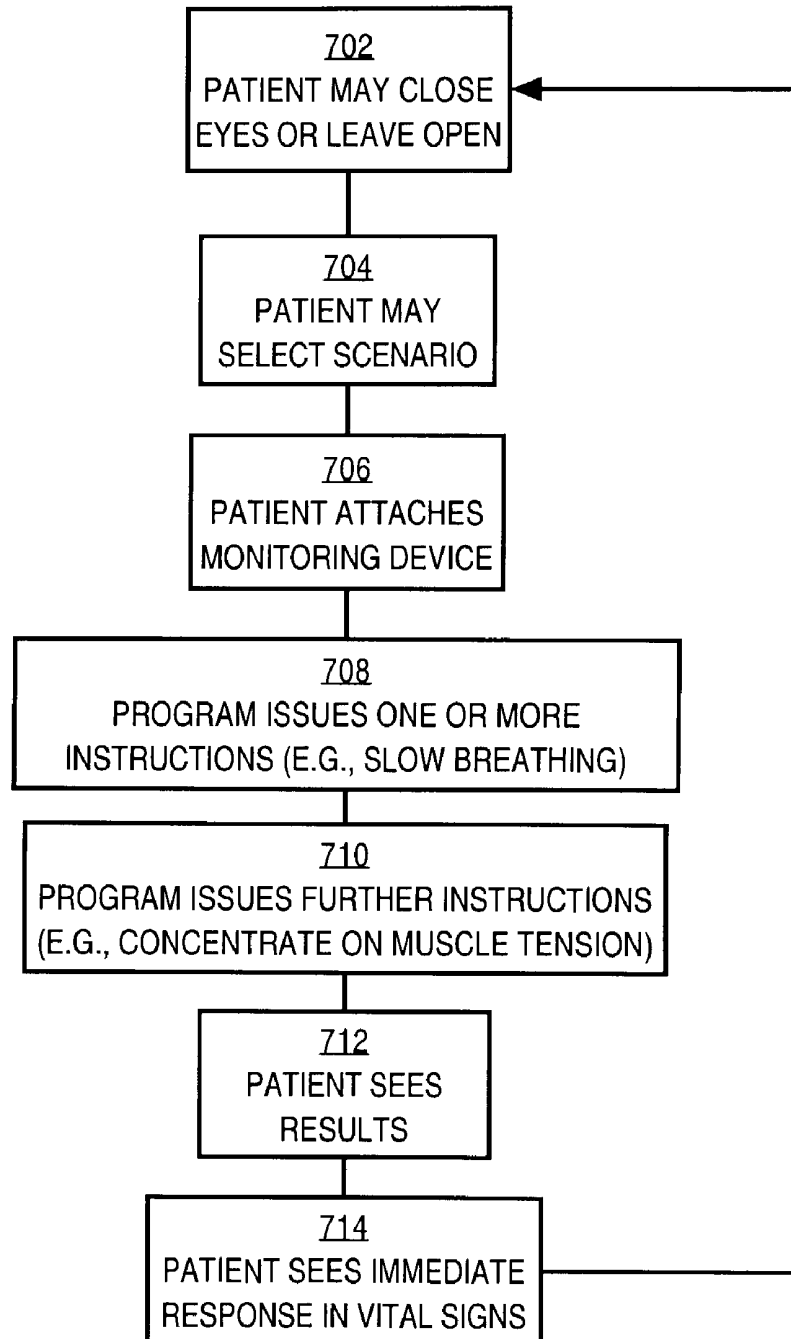 702
PATIENT MAY CLOSE
EYES OR LEAVE OPEN
704
PATIENT MAY
SELECT SCENARIO
706
PATIENT ATTACHES
MONITORING DEVICE
708
PROGRAM ISSUES ONE OR MORE
INSTRUCTIONS (E.G., SLOW BREATHING)
710
PROGRAM ISSUES FURTHER INSTRUCTIONS
(E.G., CONCENTRATE ON MUSCLE TENSION)
712
PATIENT SEES
RESULTS
714
PATIENT SEES IMMEDIATE
RESPONSE IN VITAL SIGNS